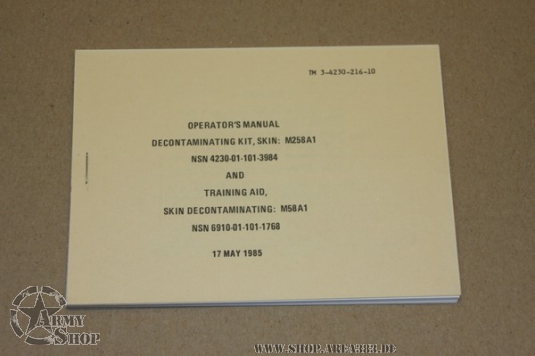 TM 3-4230-216-10
OPERATOR'S MANUAL
DECONTAMINATING KIT, SKIN: M258A1
NSN 4230-01-101-3984
AND
TRAINING AID,
SKIN DECONTAMINATING: M58A1
NSN 6910-01-101-1768
17 MAY 1985
ARMY
SHOP